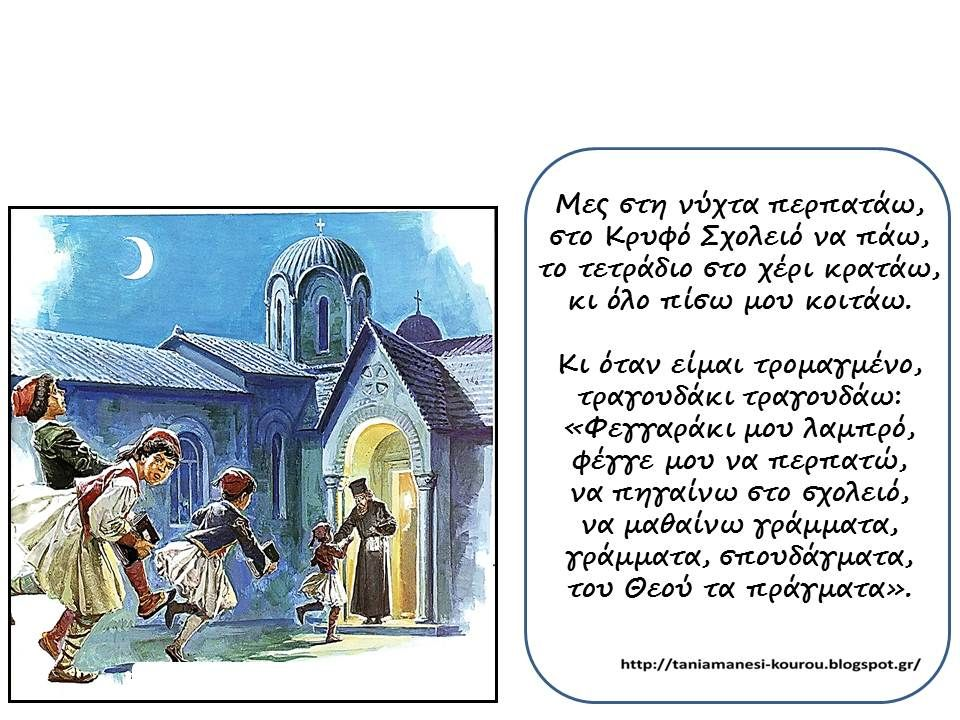 Μες στη νύχτα περπατάω,
στο Κρυφό Σχολειό να πάω,
το τετράδιο στο χέρι κρατάω,
κι όλο πίσω μου κοιτάω.
Κι όταν είμαι τρομαγμένο,
τραγουδάκι τραγουδάω:
«Φεγγαράκι μου λαμπρό,
φέγγε μου να περπατώ,
να πηγαίνω στο σχολειό,
να μαθαίνω γράμματα,
γράμματα, σπουδάγματα,
του Θεού τα πράγματα».
http://taniamanesi-kourou.blogspot.gr/